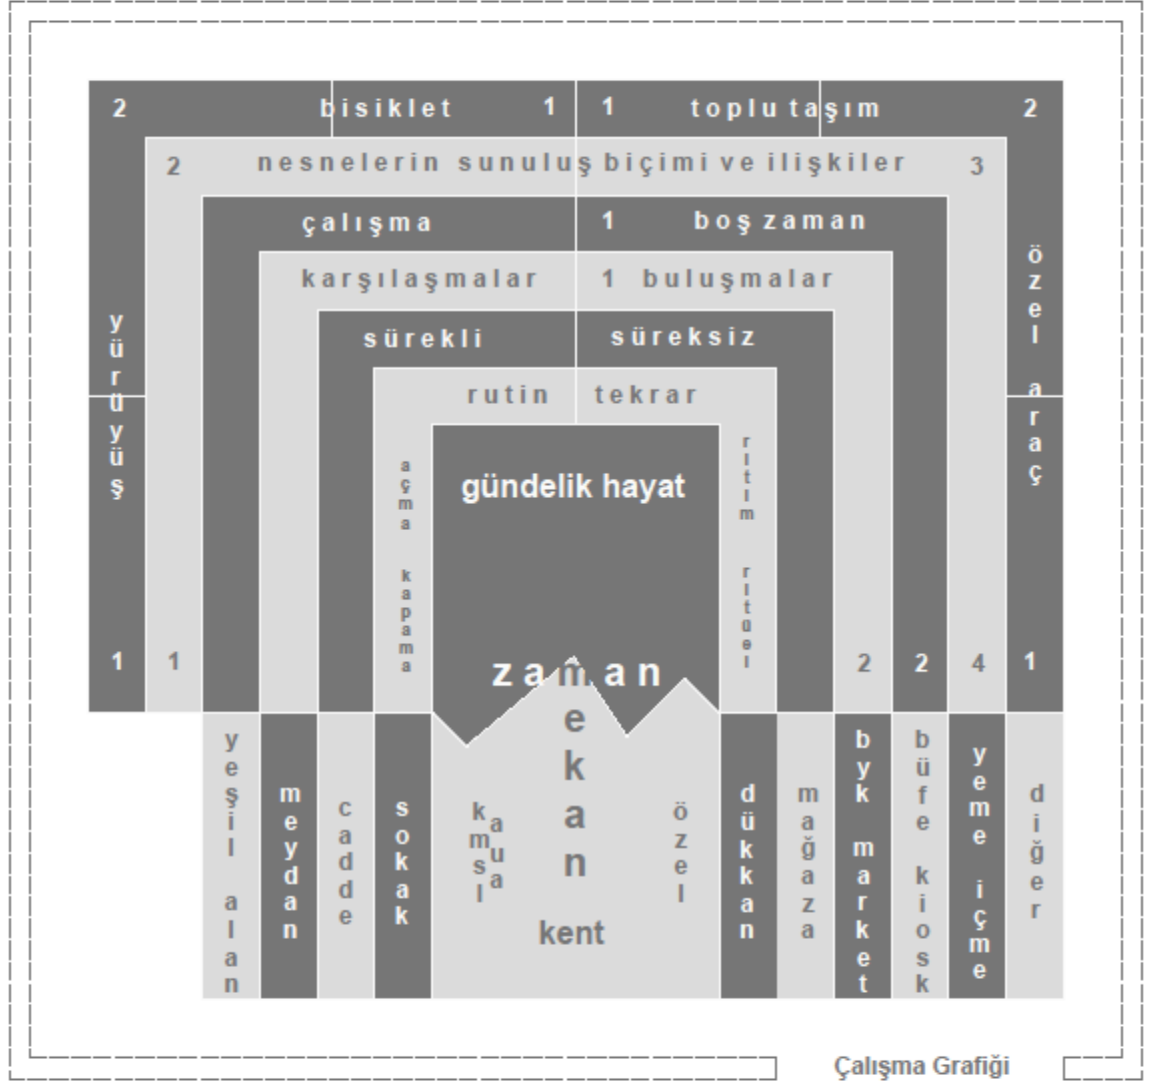 2 bisiklet 1 1 toplu taşım 2
2 nesnelerin sunuluş biçimi ve ilişkiler 3
çalışma 1 boş zaman
karşılaşmalar 1 buluşmalar
sürekli süreksiz
rutin tekrar
yürüyüş
özel araç
açma kapama
gündelik hayat
rıtım rıtüel
1 1 zaman 2 2 4 1
mekan
yeşil alan
meydan
cadde
sokak
kamusal
özel
kent
dükkan
mağaza
byk market
büfe kiosk
yeme içme
diğer
Çalışma Grafiği